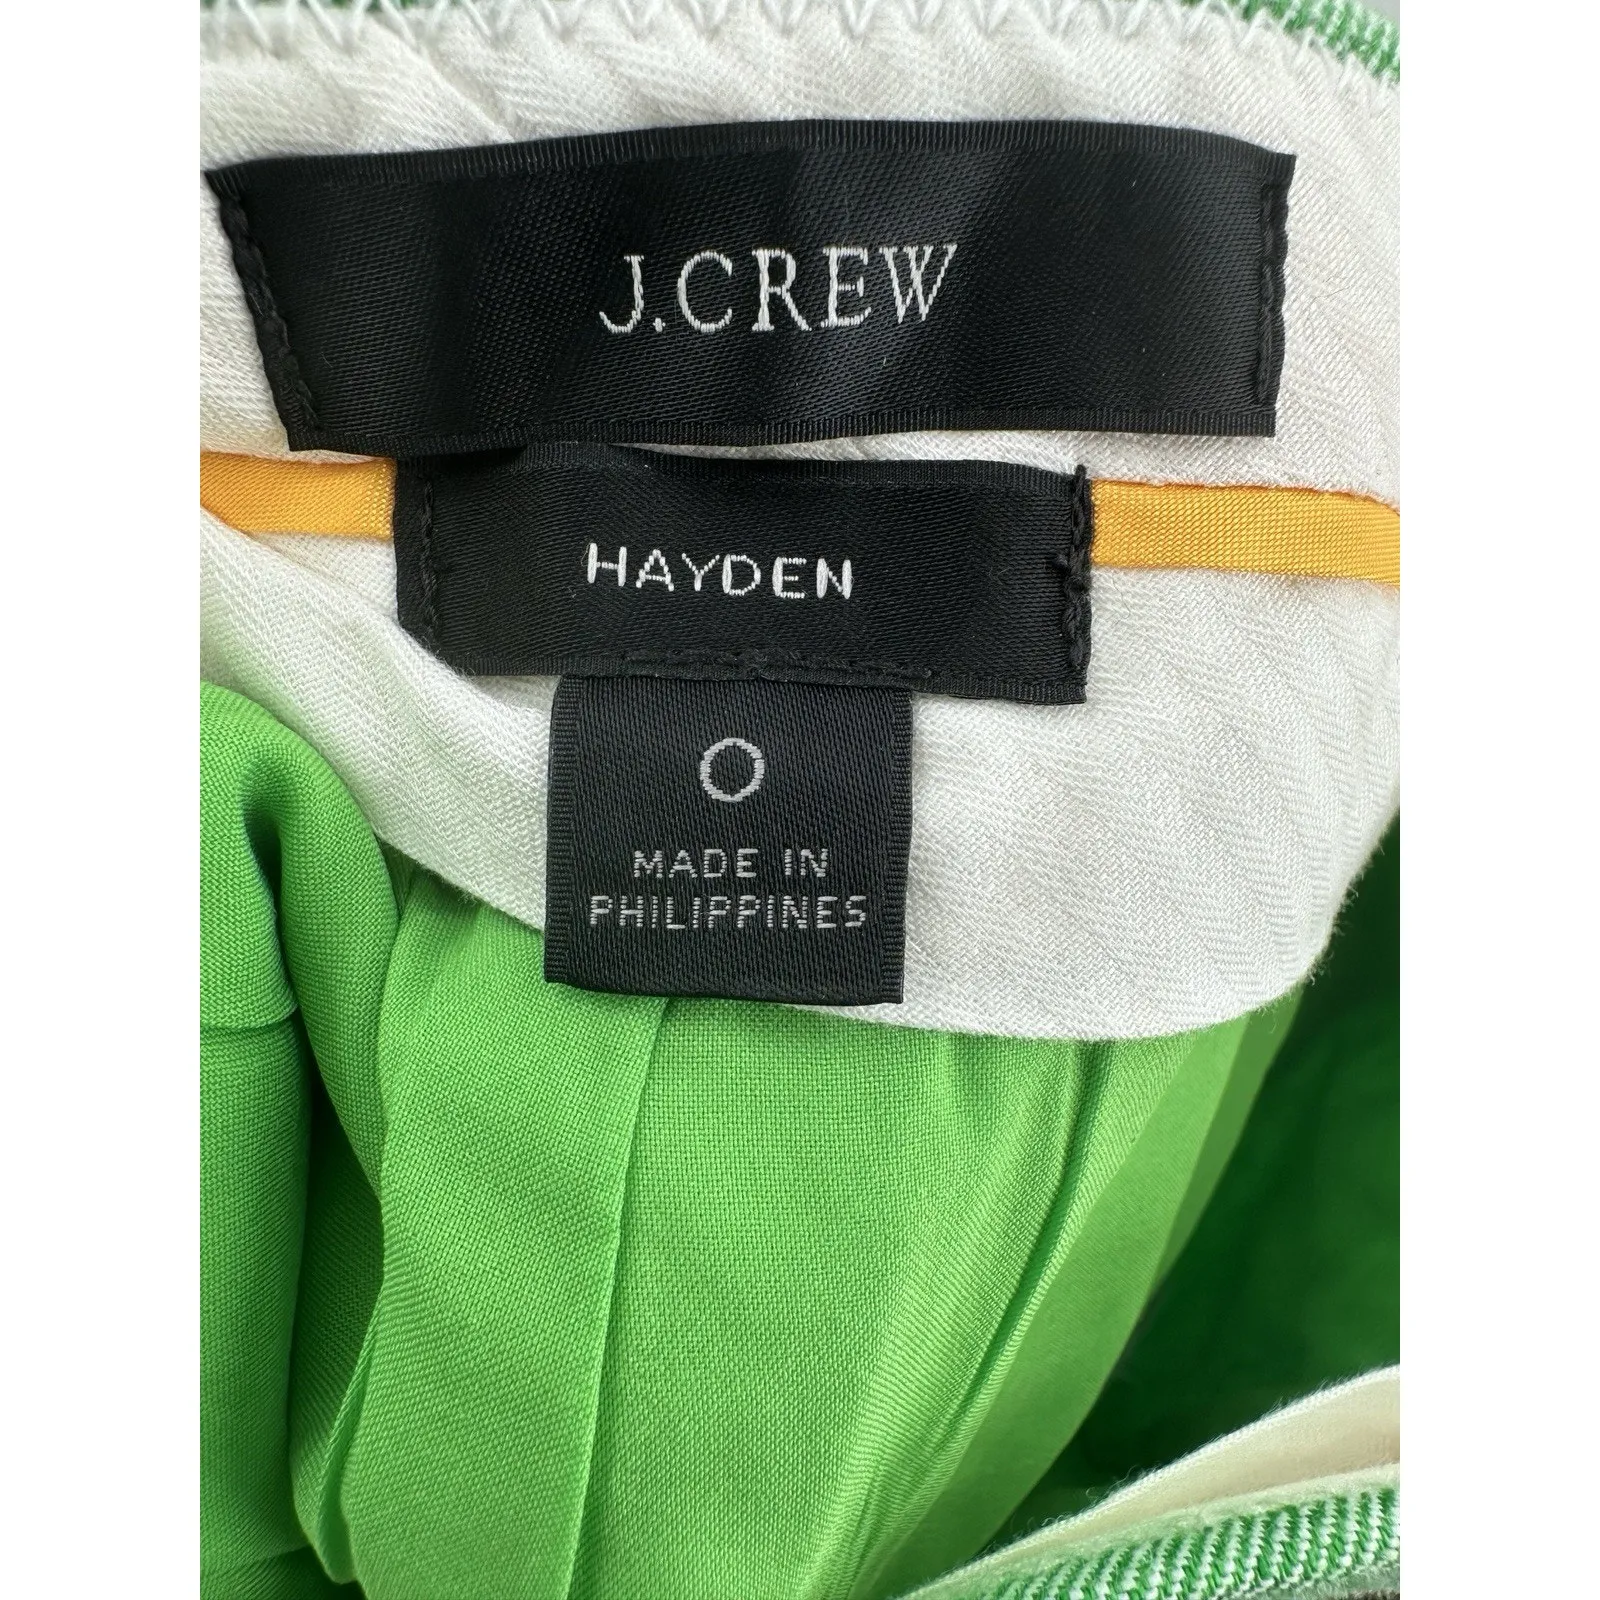 J.CREW
HAYDEN
0
MADE IN
PHILIPPINES